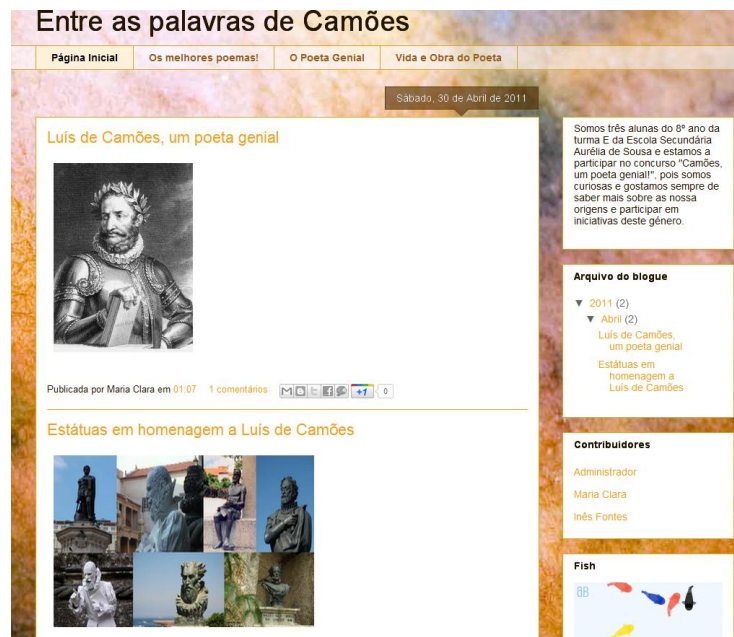 Entre as palavras de Camões
Página Inicial
Os melhores poemas!
O Poeta Genial
Vida e Obra do Poeta
Sábado, 30 de Abril de 2011
Luís de Camões, um poeta genial
Publicada por Maria Clara em 01:07 1 comentários
+1 0
Estátuas em homenagem a Luís de Camões
Somos três alunas do 8º ano da
turma E da Escola Secundária
Aurélia de Sousa e estamos a
participar no concurso "Camões,
um poeta genial!", pois somos
curiosas e gostamos sempre de
saber mais sobre as nossa
origens e participar em
iniciativas deste género.
Arquivo do blogue
▼ 2011 (2)
▼ Abril (2)
Luís de Camões,
um poeta genial
Estátuas em
homenagem a
Luís de Camões
Contribuidores
Administrador
Maria Clara
Inês Fontes
Fish